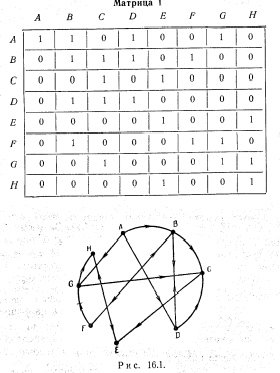 Матрица 1
A B C D E F G H
A 1 1 0 1 0 0 1 0
B 0 1 1 1 0 1 0 0
C 0 0 1 0 1 0 0 0
D 0 1 1 1 0 0 0 0
E 0 0 0 0 1 0 0 1
F 0 1 0 0 0 1 1 0
G 0 0 1 0 0 0 1 1
H 0 0 0 0 1 0 0 1
A
B
H
C
G
F
D
E
Рис. 16.1.